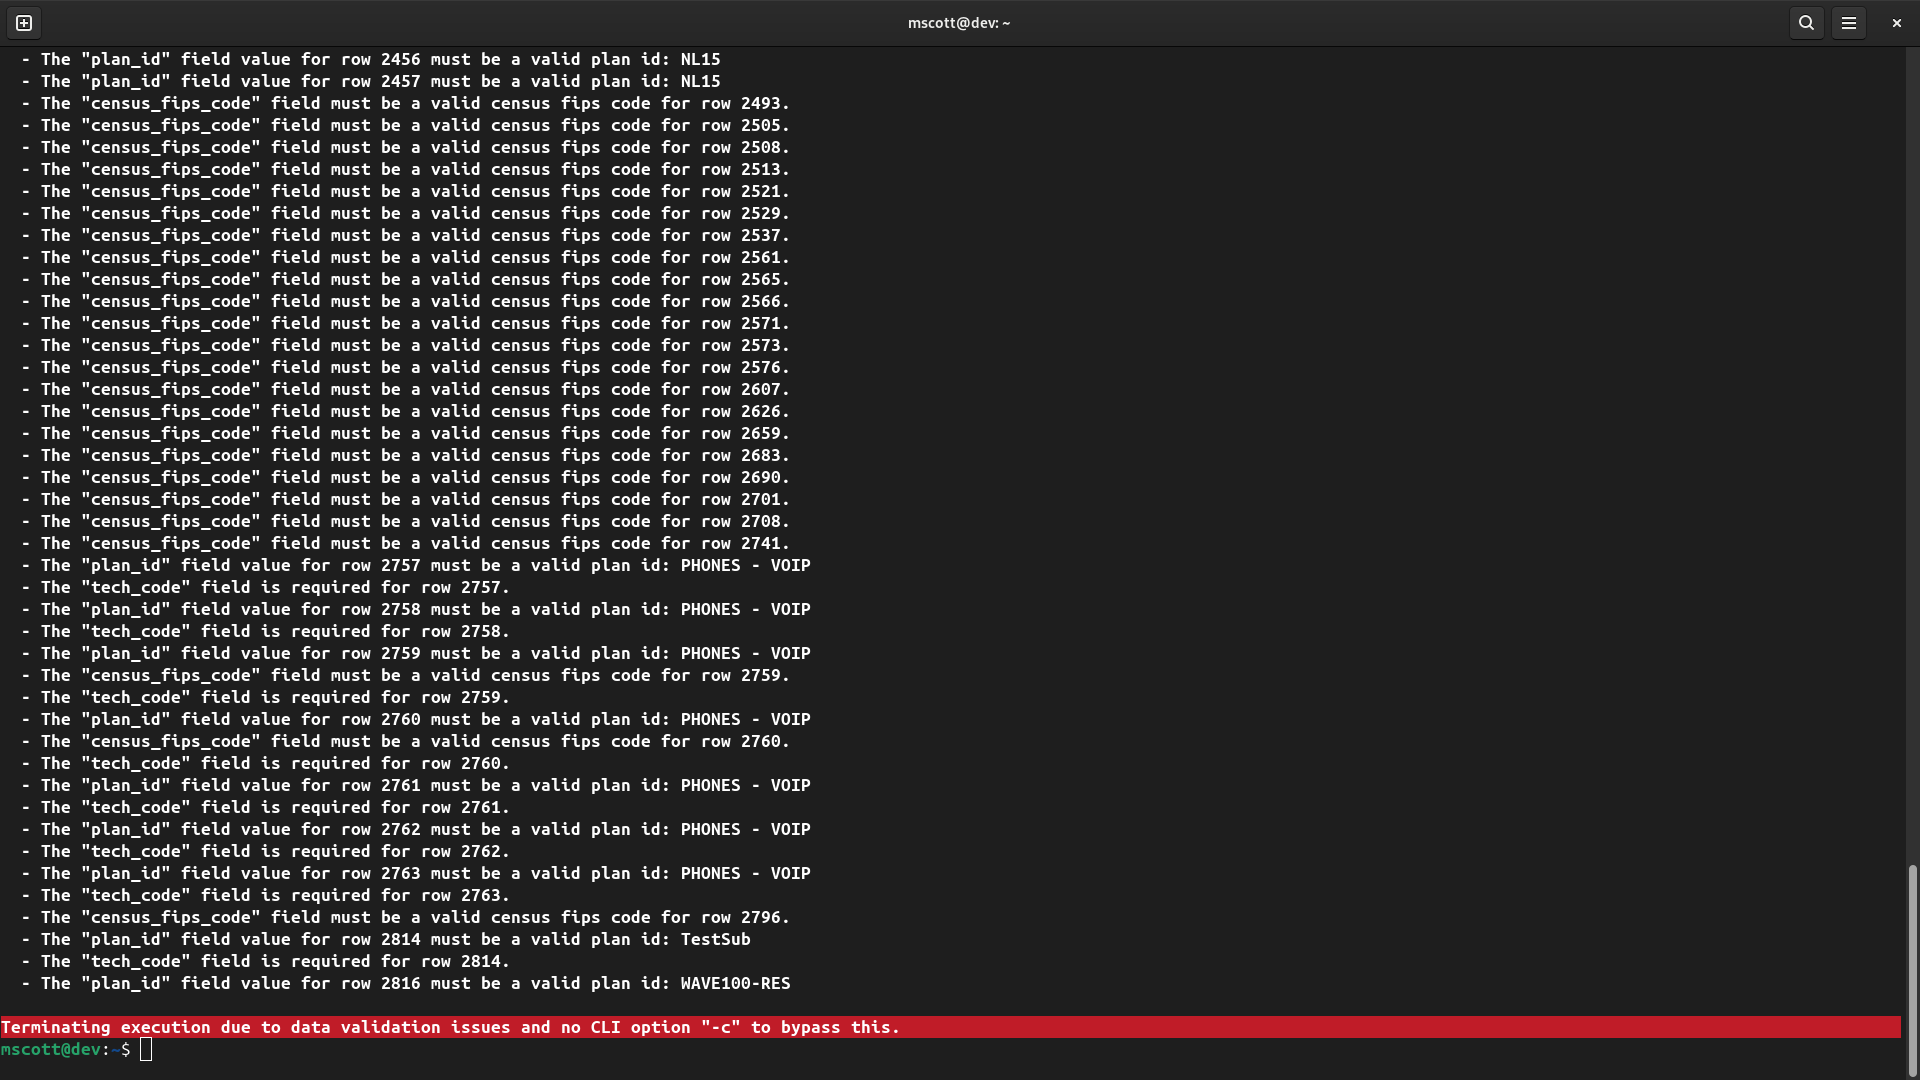 mscott@dev: ~
- The "plan_id" field value for row 2456 must be a valid plan id: NL15
- The "plan_id" field value for row 2457 must be a valid plan id: NL15
- The "census_fips_code" field must be a valid census fips code for row 2493.
- The "census_fips_code" field must be a valid census fips code for row 2505.
- The "census_fips_code" field must be a valid census fips code for row 2508.
- The "census_fips_code" field must be a valid census fips code for row 2513.
- The "census_fips_code" field must be a valid census fips code for row 2521.
- The "census_fips_code" field must be a valid census fips code for row 2529.
- The "census_fips_code" field must be a valid census fips code for row 2537.
- The "census_fips_code" field must be a valid census fips code for row 2561.
- The "census_fips_code" field must be a valid census fips code for row 2565.
- The "census_fips_code" field must be a valid census fips code for row 2566.
- The "census_fips_code" field must be a valid census fips code for row 2571.
- The "census_fips_code" field must be a valid census fips code for row 2573.
- The "census_fips_code" field must be a valid census fips code for row 2576.
- The "census_fips_code" field must be a valid census fips code for row 2607.
- The "census_fips_code" field must be a valid census fips code for row 2626.
- The "census_fips_code" field must be a valid census fips code for row 2659.
- The "census_fips_code" field must be a valid census fips code for row 2683.
- The "census_fips_code" field must be a valid census fips code for row 2690.
- The "census_fips_code" field must be a valid census fips code for row 2701.
- The "census_fips_code" field must be a valid census fips code for row 2708.
- The "census_fips_code" field must be a valid census fips code for row 2741.
- The "plan_id" field value for row 2757 must be a valid plan id: PHONES - VOIP
- The "tech_code" field is required for row 2757.
- The "plan_id" field value for row 2758 must be a valid plan id: PHONES - VOIP
- The "tech_code" field is required for row 2758.
- The "plan_id" field value for row 2759 must be a valid plan id: PHONES - VOIP
- The "census_fips_code" field must be a valid census fips code for row 2759.
- The "tech_code" field is required for row 2759.
- The "plan_id" field value for row 2760 must be a valid plan id: PHONES - VOIP
- The "census_fips_code" field must be a valid census fips code for row 2760.
- The "tech_code" field is required for row 2760.
- The "plan_id" field value for row 2761 must be a valid plan id: PHONES - VOIP
- The "tech_code" field is required for row 2761.
- The "plan_id" field value for row 2762 must be a valid plan id: PHONES - VOIP
- The "tech_code" field is required for row 2762.
- The "plan_id" field value for row 2763 must be a valid plan id: PHONES - VOIP
- The "tech_code" field is required for row 2763.
- The "census_fips_code" field must be a valid census fips code for row 2796.
- The "plan_id" field value for row 2814 must be a valid plan id: TestSub
- The "tech_code" field is required for row 2814.
- The "plan_id" field value for row 2816 must be a valid plan id: WAVE100-RES
Terminating execution due to data validation issues and no CLI option "-c" to bypass this.
mscott@dev:~$